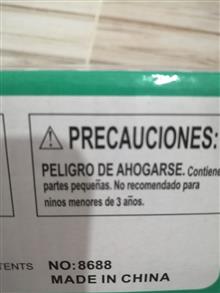 ⚠ PRECAUCIONES:
PELIGRO DE AHOGARSE. Contiene
partes pequeñas. No recomendado para
ninos menores de 3 años.
TENTS NO:8688
MADE IN CHINA